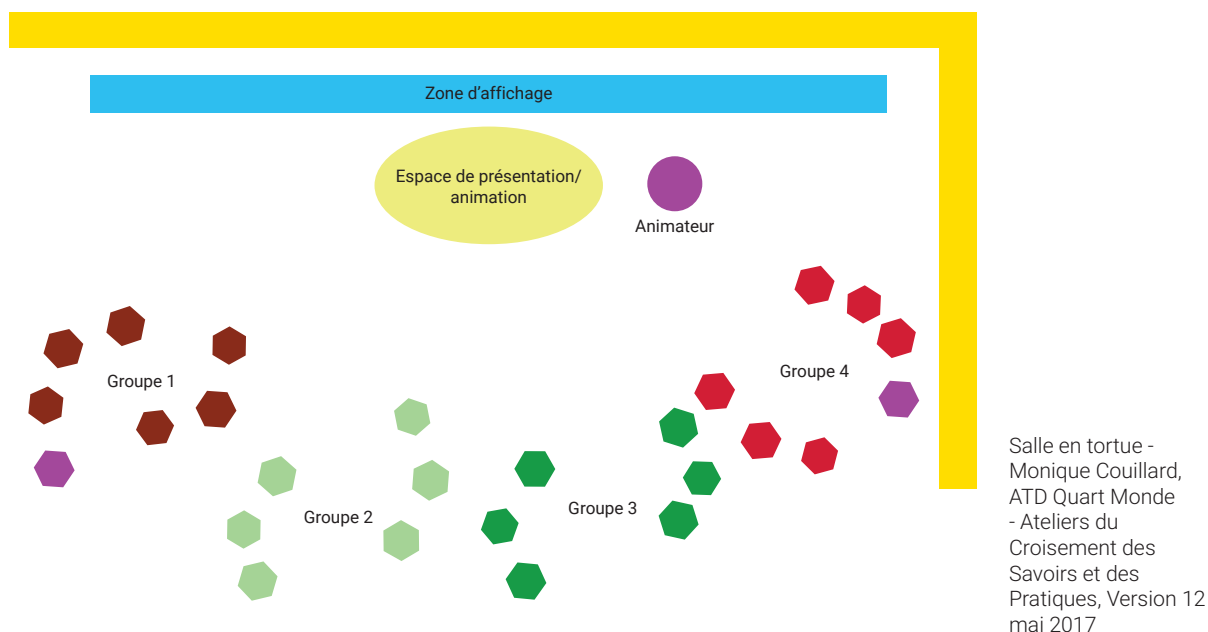 Zone d'affichage
Espace de présentation/
animation
Animateur
Groupe 1
Groupe 4
Groupe 2
Groupe 3
Salle en tortue -
Monique Couillard,
ATD Quart Monde
- Ateliers du
Croisement des
Savoirs et des
Pratiques, Version 12
mai 2017